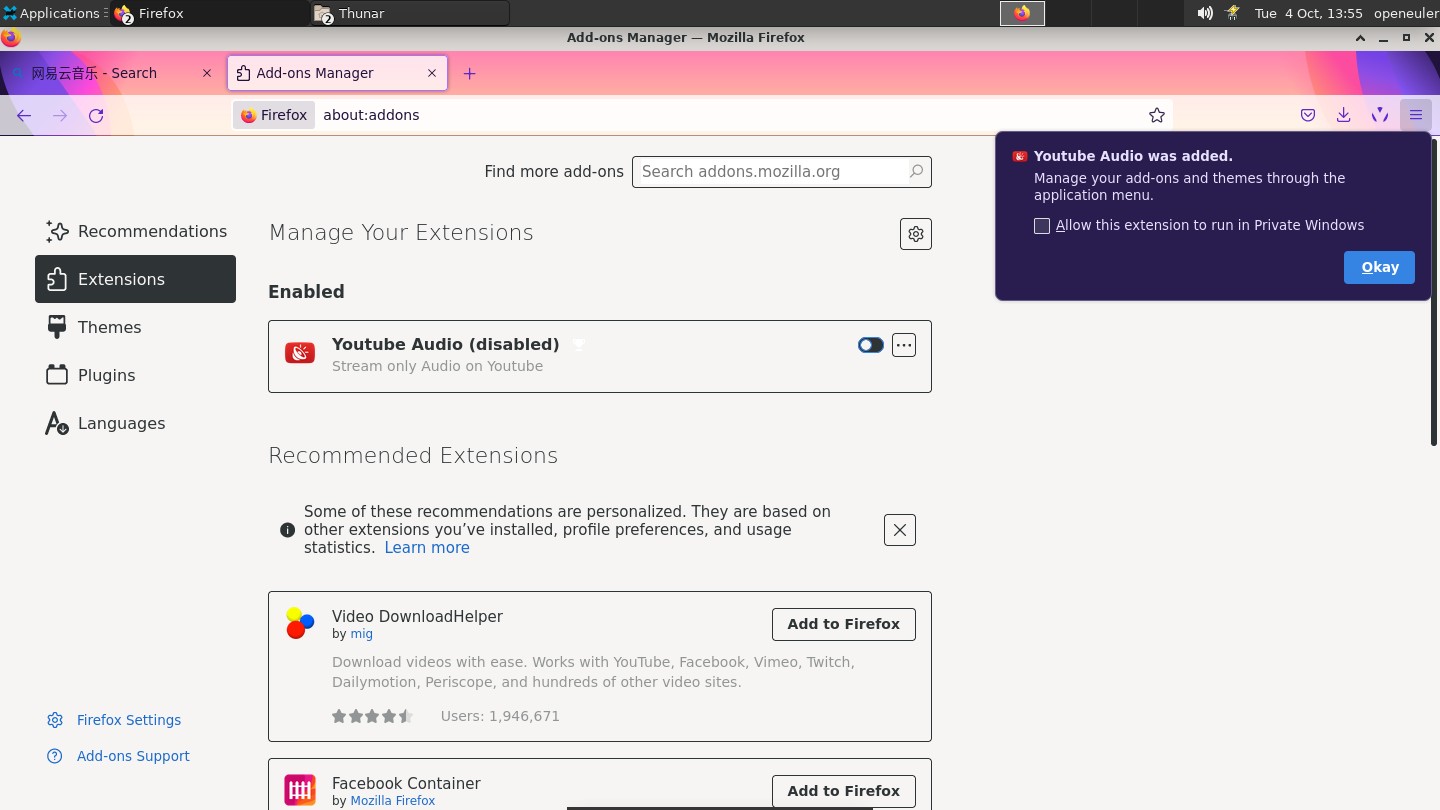 Applications
2 Firefox
2 Thunar
Tue 4 Oct, 13:55
openeuler
Add-ons Manager — Mozilla Firefox
网易云音乐 - Search
Add-ons Manager
Firefox
about:addons
Youtube Audio was added.
Manage your add-ons and themes through the
application menu.
Allow this extension to run in Private Windows
Okay
Find more add-ons
Search addons.mozilla.org
Recommendations
Extensions
Themes
Plugins
Languages
Firefox Settings
Add-ons Support
Manage Your Extensions
Enabled
Youtube Audio (disabled)
Stream only Audio on Youtube
Recommended Extensions
Some of these recommendations are personalized. They are based on
other extensions you’ve installed, profile preferences, and usage
statistics. Learn more
Video DownloadHelper
by mig
Add to Firefox
Download videos with ease. Works with YouTube, Facebook, Vimeo, Twitch,
Dailymotion, Periscope, and hundreds of other video sites.
Users: 1,946,671
Facebook Container
by Mozilla Firefox
Add to Firefox